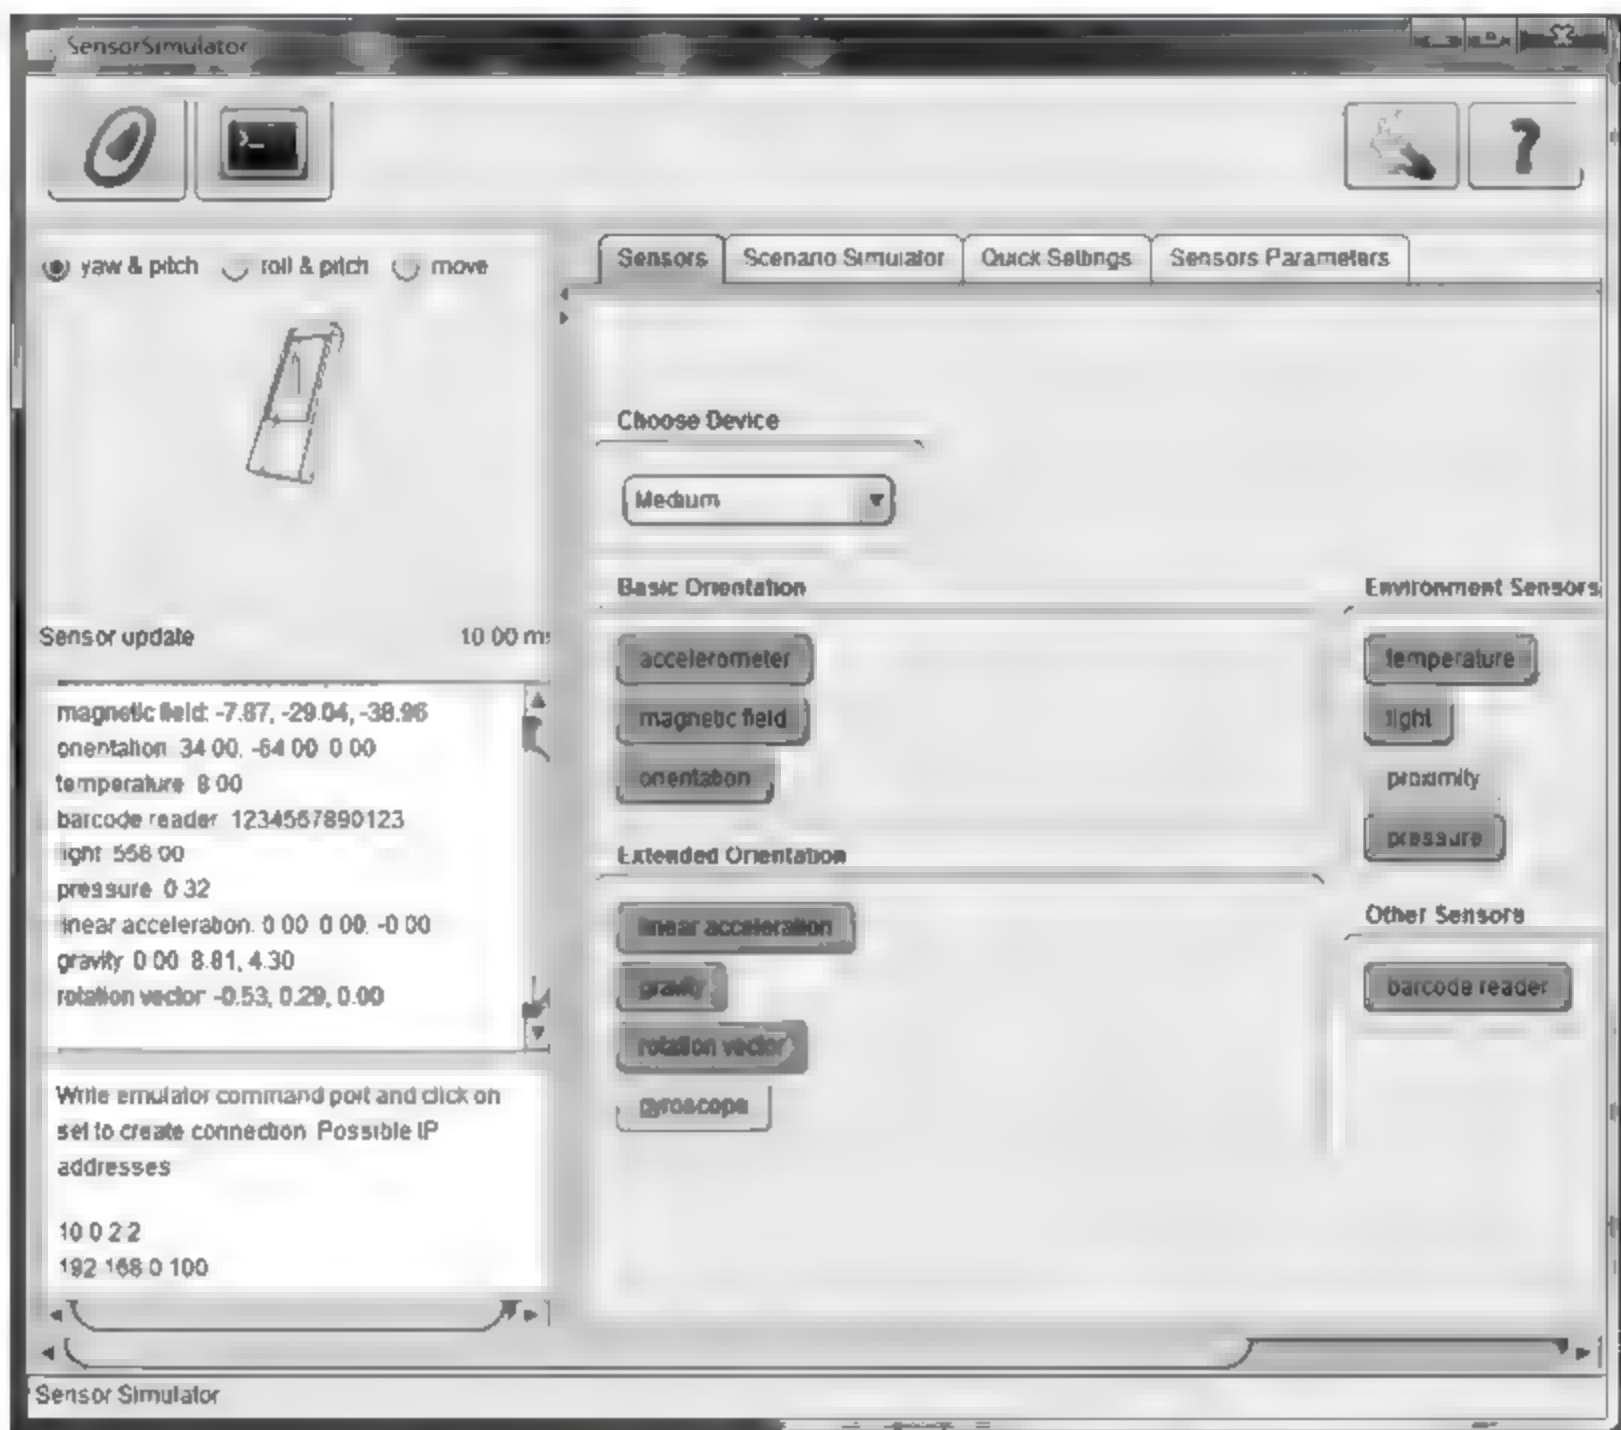 SensorSimulator
yaw & pitch roll & pitch move
Sensor update 10.00 ms
magnetic field: -7.87, -29.04, -38.96
orientation: 34.00, -64.00, 0.00
temperature: 8.00
barcode reader: 1234567890123
light: 558.00
pressure: 0.32
linear acceleration: 0.00, 0.00, -0.00
gravity: 0.00, 8.81, 4.30
rotation vector: -0.53, 0.29, 0.00
Write emulator command port and click on
set to create connection. Possible IP
addresses
10.0.2.2
192.168.0.100
Sensors Scenario Simulator Quick Settings Sensors Parameters
Choose Device
Medium
Basic Orientation
accelerometer
magnetic field
orientation
Extended Orientation
linear acceleration
gravity
rotation vector
gyroscope
Environment Sensors
temperature
light
proximity
pressure
Other Sensors
barcode reader
Sensor Simulator